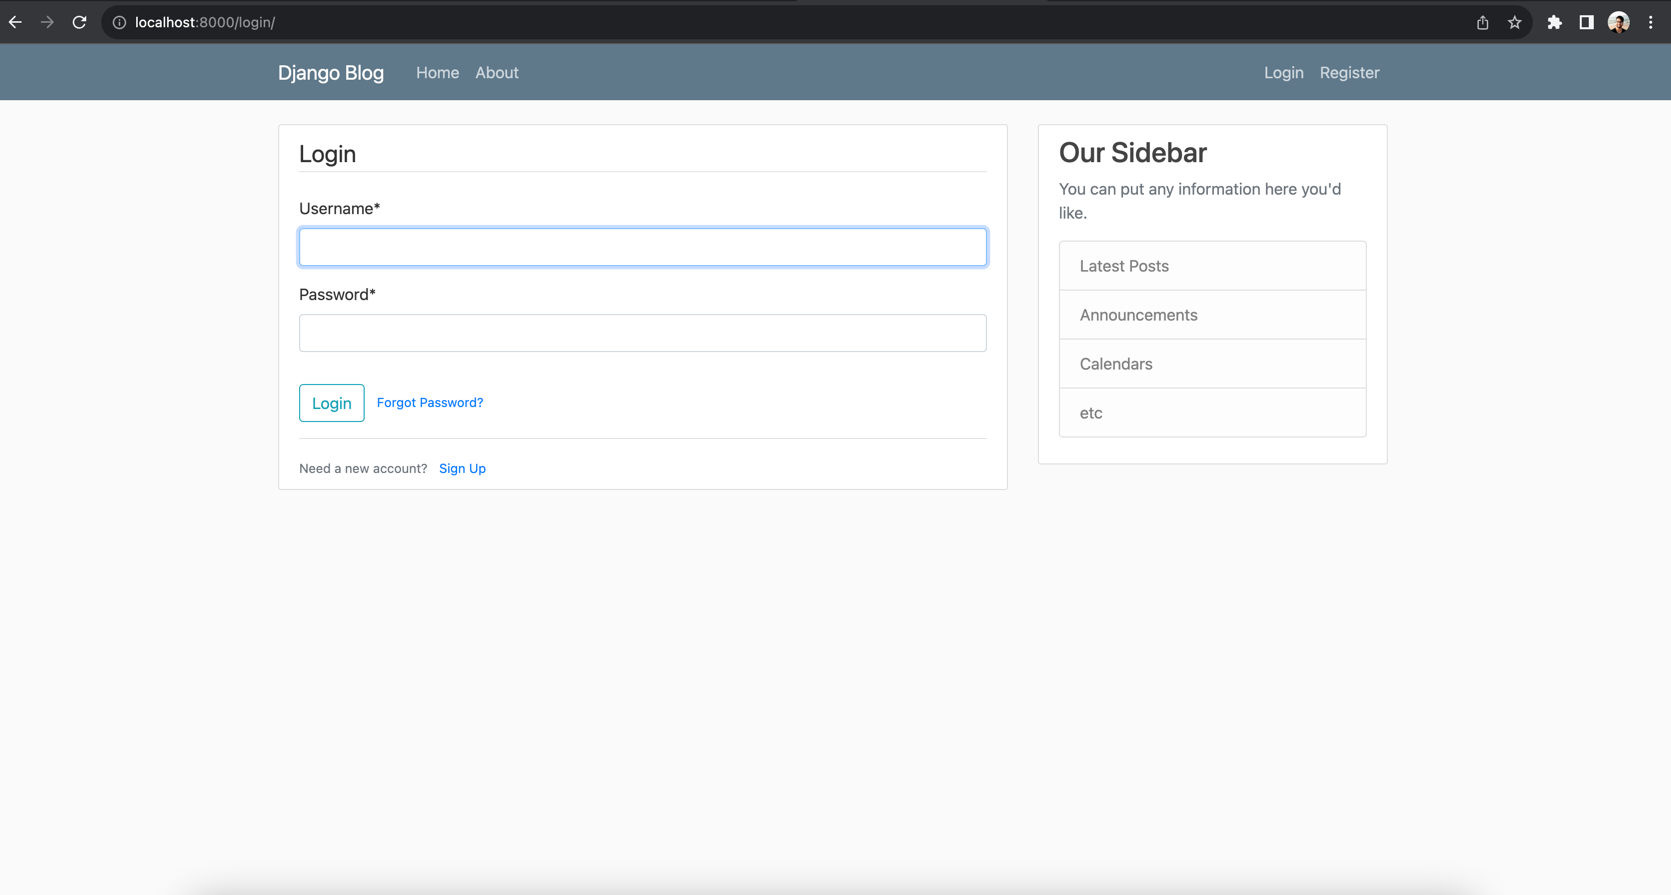 localhost:8000/login/
Django Blog Home About Login Register
Login
Username*
Password*
Login Forgot Password?
Need a new account? Sign Up
Our Sidebar
You can put any information here you'd
like.
Latest Posts
Announcements
Calendars
etc